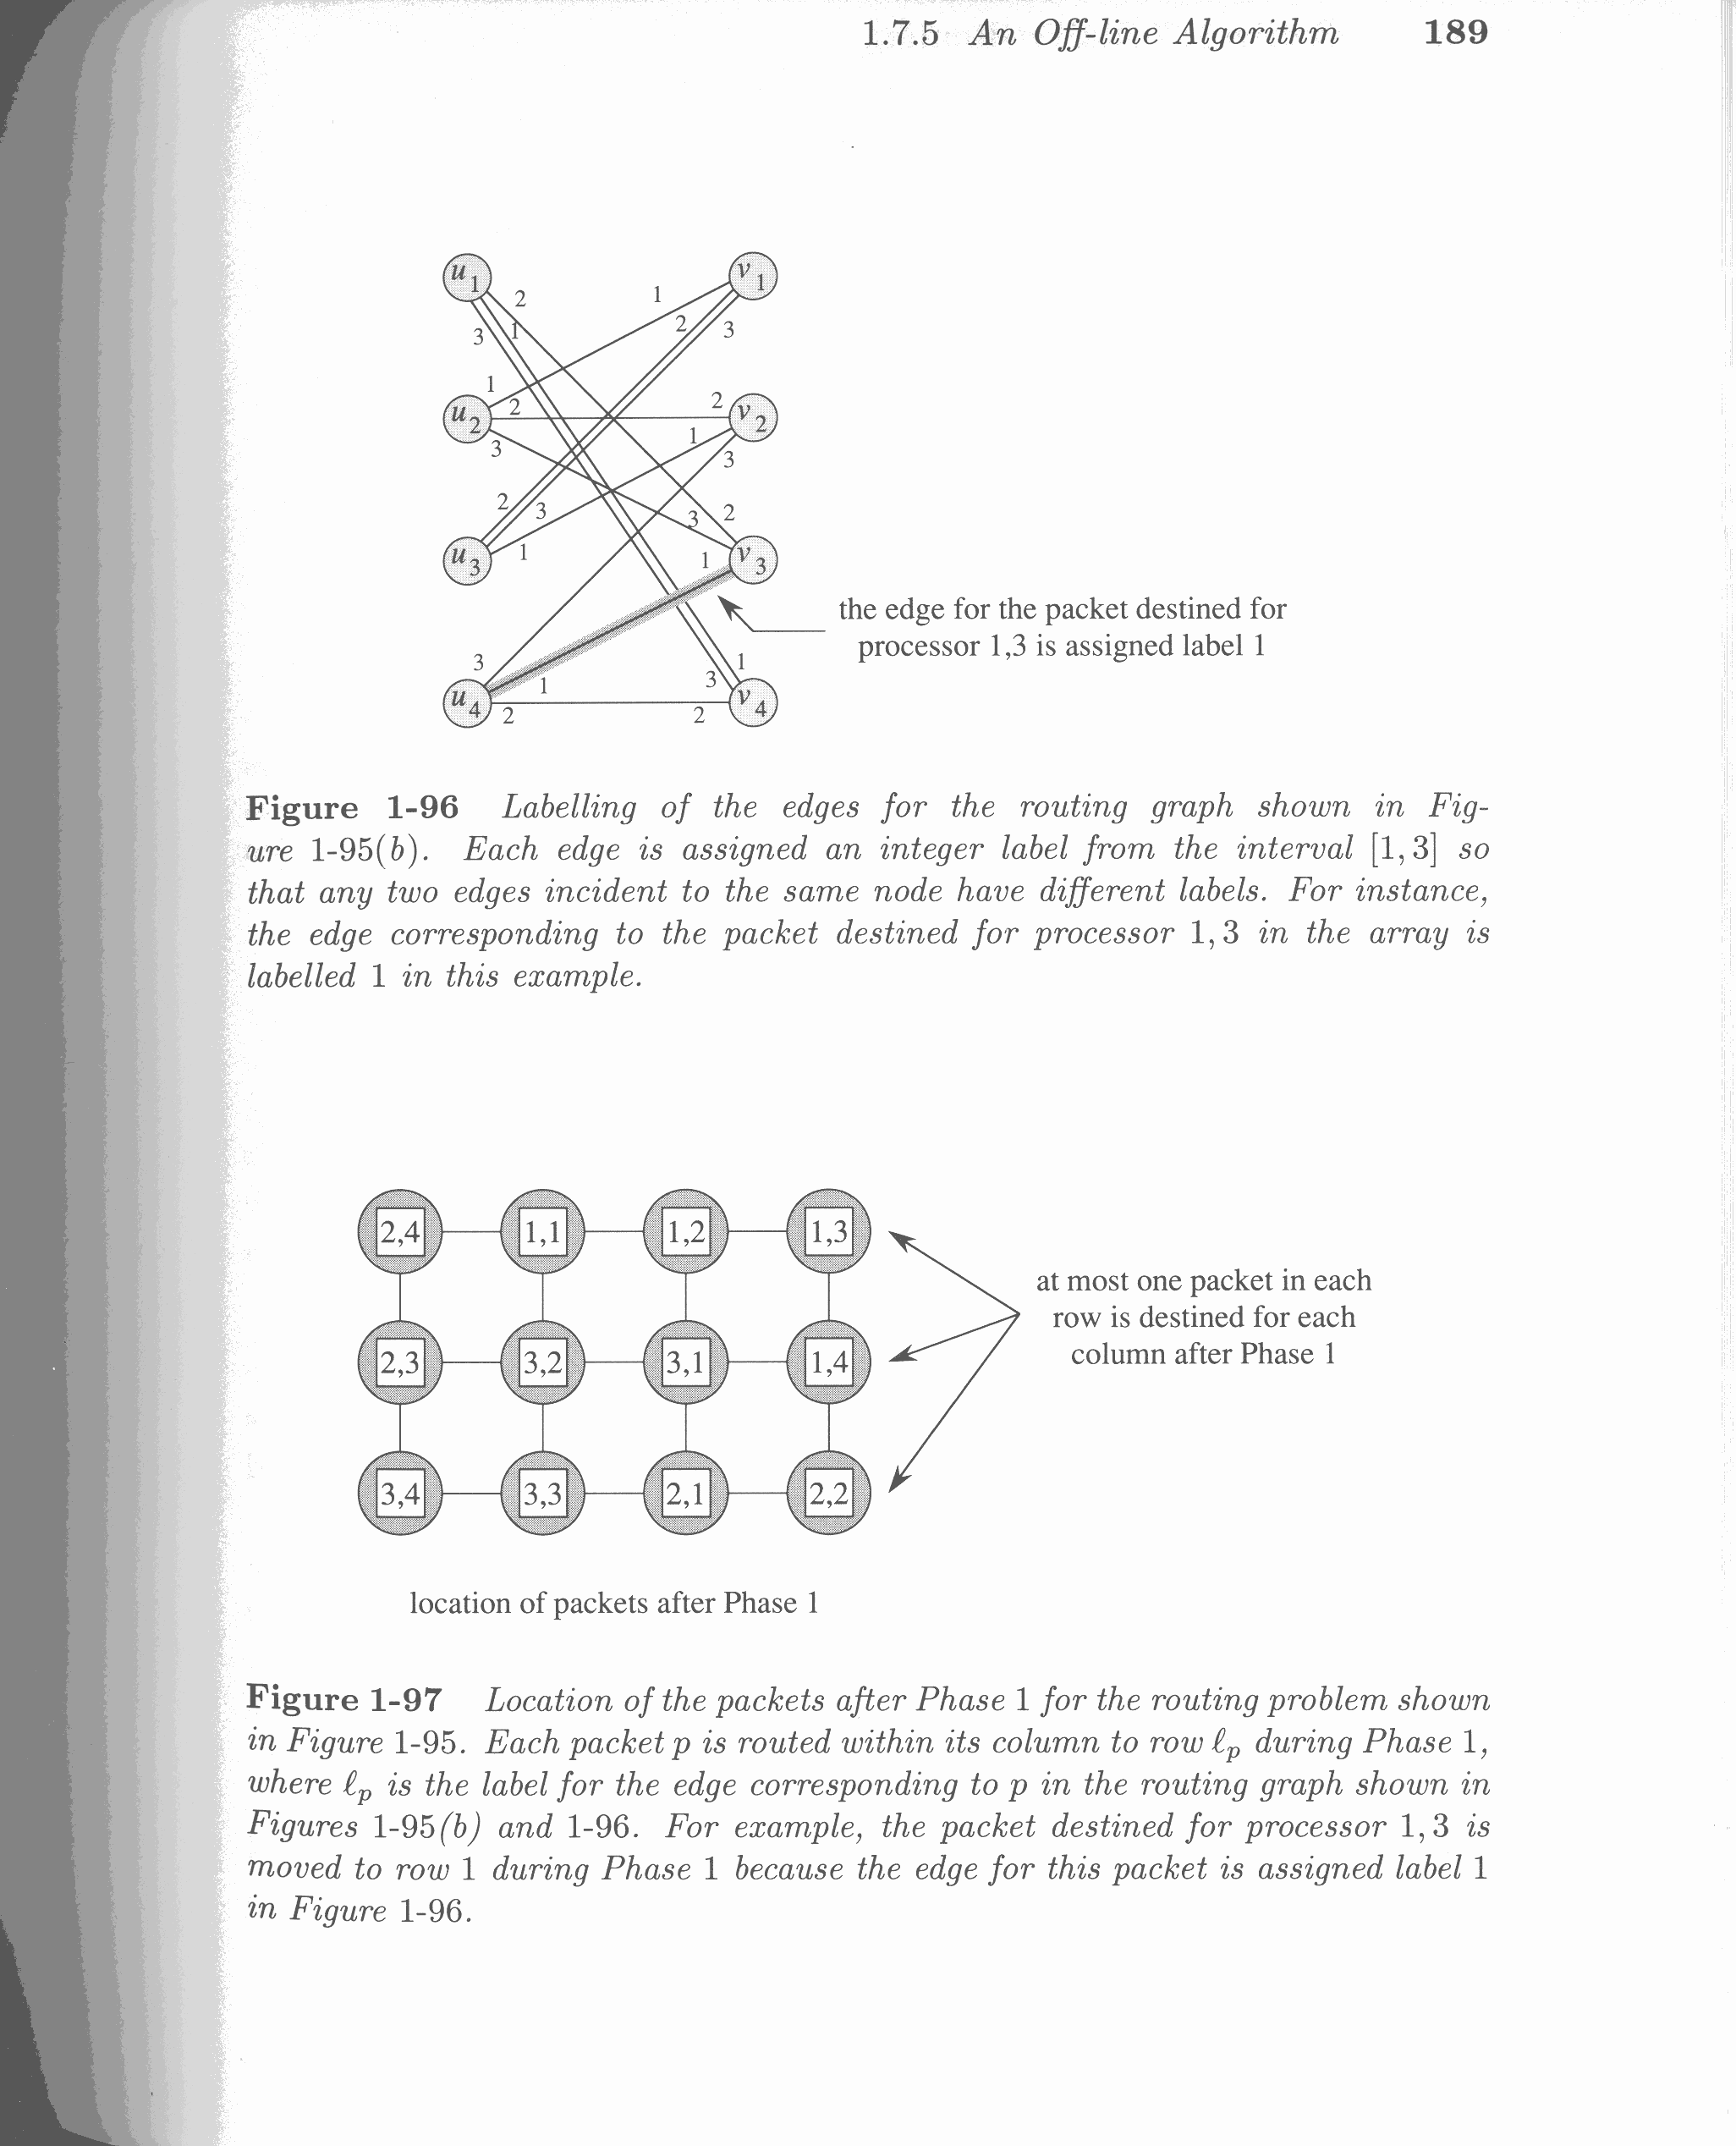 1.7.5 An Off-line Algorithm 189
u1 2 1 v1
3 1 2 3
1
u2 2 2 v2
3 1 3
2 3 3 2
u3 1 1 v3
the edge for the packet destined for
processor 1,3 is assigned label 1
3 1 3 1
u4 2 2 v4
Figure 1-96 Labelling of the edges for the routing graph shown in Fig-
ure 1-95(b). Each edge is assigned an integer label from the interval [1, 3] so
that any two edges incident to the same node have different labels. For instance,
the edge corresponding to the packet destined for processor 1, 3 in the array is
labelled 1 in this example.
2,4 1,1 1,2 1,3
at most one packet in each
row is destined for each
column after Phase 1
2,3 3,2 3,1 1,4
3,4 3,3 2,1 2,2
location of packets after Phase 1
Figure 1-97 Location of the packets after Phase 1 for the routing problem shown
in Figure 1-95. Each packet p is routed within its column to row ℓp during Phase 1,
where ℓp is the label for the edge corresponding to p in the routing graph shown in
Figures 1-95(b) and 1-96. For example, the packet destined for processor 1, 3 is
moved to row 1 during Phase 1 because the edge for this packet is assigned label 1
in Figure 1-96.